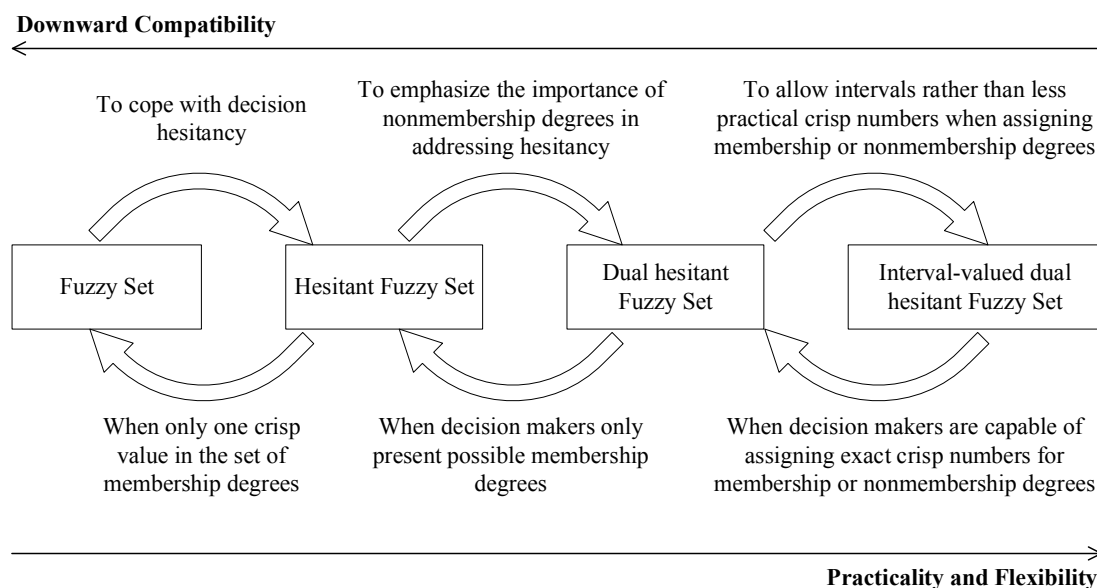 Downward Compatibility
To cope with decision
hesitancy
To emphasize the importance of
nonmembership degrees in
addressing hesitancy
To allow intervals rather than less
practical crisp numbers when assigning
membership or nonmembership degrees
Fuzzy Set
Hesitant Fuzzy Set
Dual hesitant
Fuzzy Set
Interval-valued dual
hesitant Fuzzy Set
When only one crisp
value in the set of
membership degrees
When decision makers only
present possible membership
degrees
When decision makers are capable of
assigning exact crisp numbers for
membership or nonmembership degrees
Practicality and Flexibility